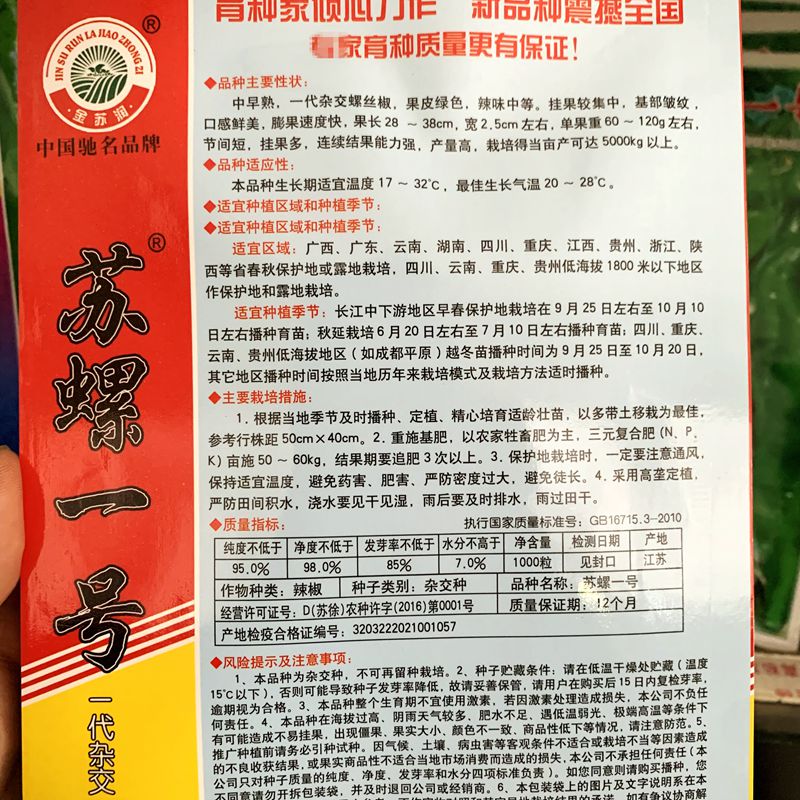 育种家倾心力作 新品种震撼全国
家育种质量更有保证！
JIN SU RUN LA JIAO ZHONG ZI
金苏润
®
中国驰名品牌
®
苏螺一号
一代杂交
◆品种主要性状：
中早熟，一代杂交螺丝椒，果皮绿色，辣味中等。挂果较集中，基部皱纹，
口感鲜美，膨果速度快，果长28～38cm，宽2.5cm左右，单果重60～120g左右，
节间短，挂果多，连续结果能力强，产量高，栽培得当亩产可达5000kg以上。
◆品种适应性：
本品种生长期适宜温度17～32℃，最佳生长气温20～28℃。
◆适宜种植区域和种植季节：
◆适宜种植区域和种植季节：
适宜区域：广西、广东、云南、湖南、四川、重庆、江西、贵州、浙江、陕
西等省春秋保护地或露地栽培，四川、云南、重庆、贵州低海拔1800米以下地区
作保护地和露地栽培。
适宜种植季节：长江中下游地区早春保护地栽培在9月25日左右至10月10
日左右播种育苗；秋延栽培6月20日左右至7月10日左右播种育苗；四川、重庆、
云南、贵州低海拔地区（如成都平原）越冬苗播种时间为9月25日至10月20日，
其它地区播种时间按照当地历年来栽培模式及栽培方法适时播种。
◆主要栽培措施：
1．根据当地季节及时播种、定植、精心培育适龄壮苗，以多带土移栽为最佳，
参考行株距50cm×40cm。2．重施基肥，以农家牲畜肥为主，三元复合肥(N、P、
K)亩施50～60kg，结果期要追肥3次以上。3．保护地栽培时，一定要注意通风，
保持适宜温度，避免药害、肥害、严防密度过大，避免徒长。4．采用高垄定植，
严防田间积水，浇水要见干见湿，雨后要及时排水，雨过田干。
◆质量指标： 执行国家质量标准号：GB16715.3-2010
纯度不低于 净度不低于 发芽率不低于 水分不高于 净含量 检测日期 产地
95.0% 98.0% 85% 7.0% 1000粒 见封口 江苏
作物种类：辣椒 种子类别：杂交种 品种名称：苏螺一号
经营许可证号：D(苏徐)农种许字(2016)第0001号 质量保证期：12个月
产地检疫合格证编号：3203222021001057
◆风险提示及注意事项：
1、本品种为杂交种，不可再留种栽培。2、种子贮藏条件：请在低温干燥处贮藏（温度
15℃以下），否则可能导致种子发芽率降低，故请妥善保管，请用户在购买后15日内复检芽率，
逾期视为合格。3、本品种整个生育期不宜使用激素，若因激素处理造成损失，本公司不负任
何责任。4、本品种在海拔过高、阴雨天气较多、肥水不足、遇低温弱光、极端高温等条件下
有可能造成不易挂果，出现僵果，果实大小、颜色不一致、商品性低下等情况，请注意防范。5、
推广种植前请务必引种试种。因气候、土壤、病虫害等客观条件不适合或栽培不当等因素造成
的不良收获结果，或果实商品性不适合当地市场消费而造成的损失，本公司不承担任何责任（本
公司只对种子质量的纯度、净度、发芽率和水分四项标准负责）。如您同意则请购买播种，您
不同意请勿开拆包装袋，并及时退回公司或经销商。6、本包装袋上的图片及文字说明系在本